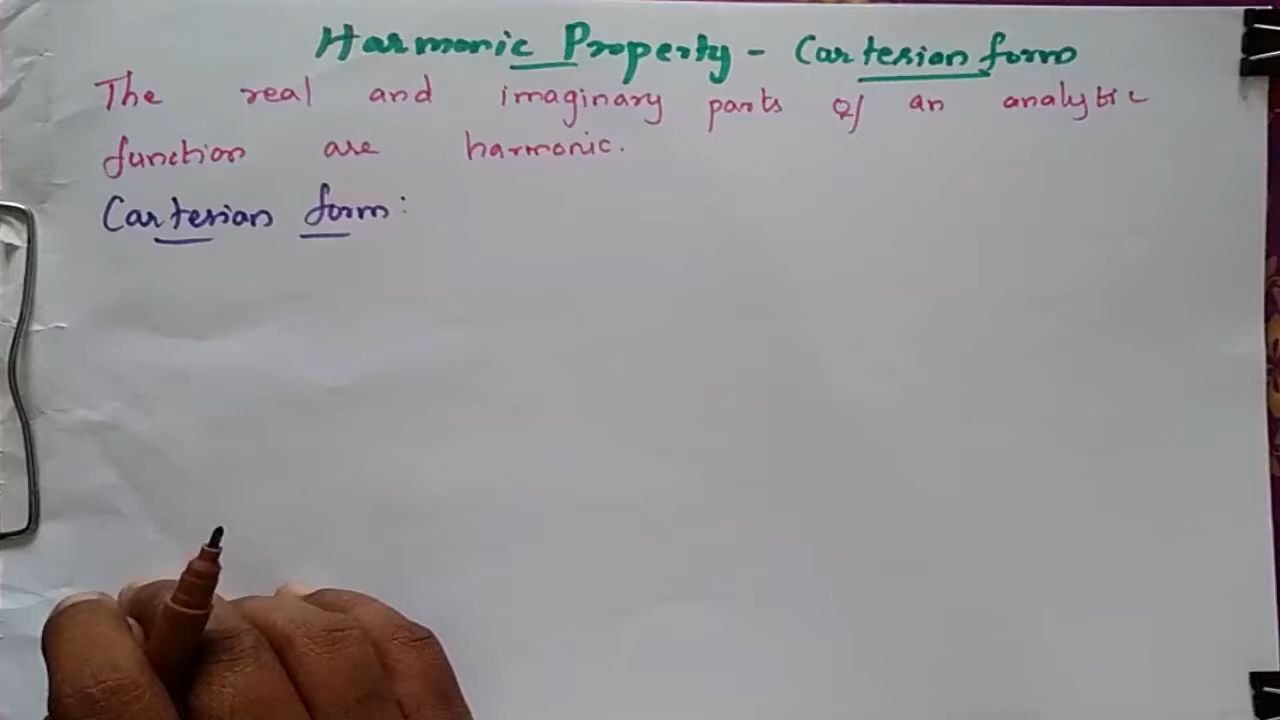 Harmonic Property - Cartesian form
The real and imaginary parts of an analytic
function are harmonic.
Cartesian form: